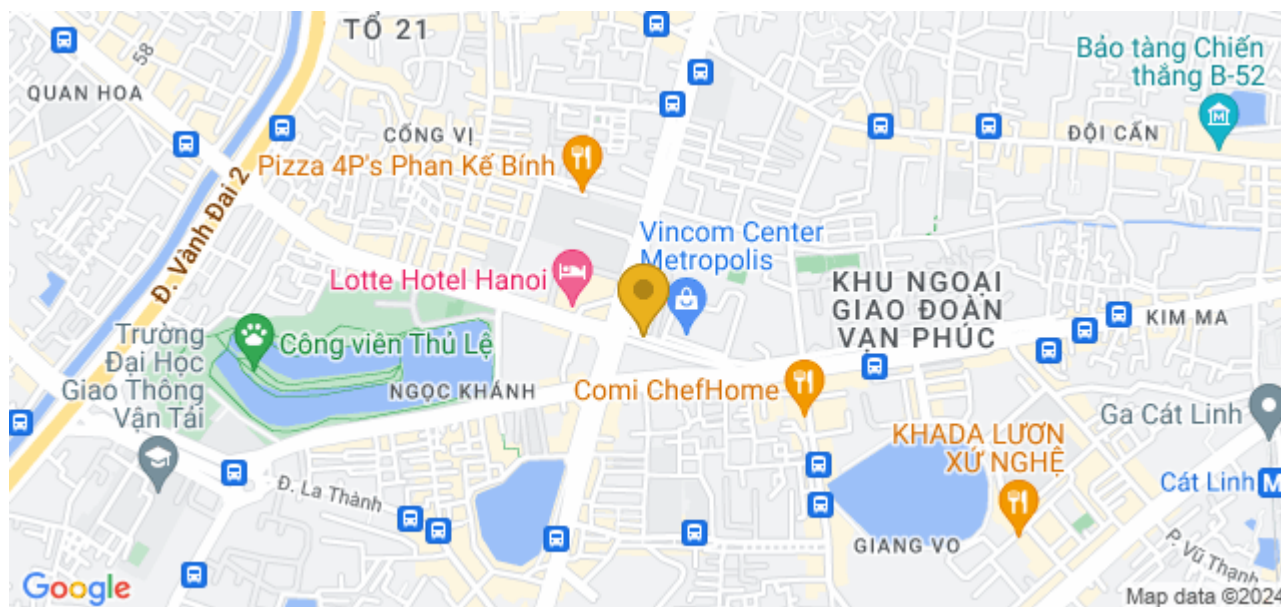 TỔ 21
58
QUAN HOA
Bảo tàng Chiến
thắng B-52
CỐNG VỊ
ĐỘI CẤN
Pizza 4P's Phan Kế Bính
Đ. Vành Đai 2
Vincom Center
Metropolis
Lotte Hotel Hanoi
KHU NGOẠI
GIAO ĐOÀN
VẠN PHÚC
KIM MA
Trường
Đại Học
Giao Thông
Vận Tải
Công viên Thủ Lệ
NGỌC KHÁNH
Comi ChefHome
Ga Cát Linh
KHADA LƯƠN
XỨ NGHỆ
Cát Linh
M
Đ. La Thành
GIANG VO
P. Vũ Thạnh
Google
Map data ©2024